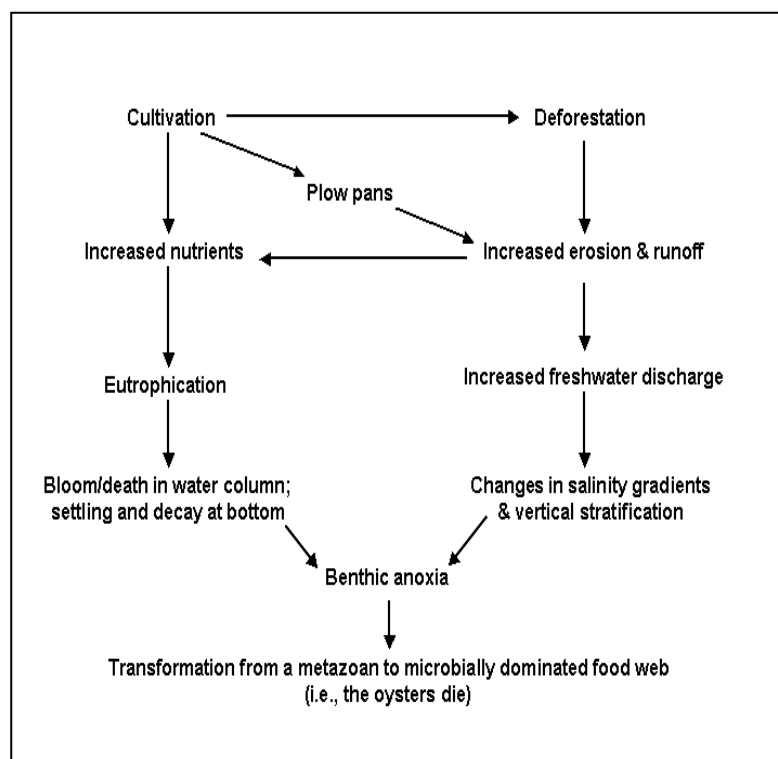 Cultivation
Deforestation
Plow pans
Increased nutrients
Increased erosion & runoff
Eutrophication
Increased freshwater discharge
Bloom/death in water column;
settling and decay at bottom
Changes in salinity gradients
& vertical stratification
Benthic anoxia
Transformation from a metazoan to microbially dominated food web
(i.e., the oysters die)